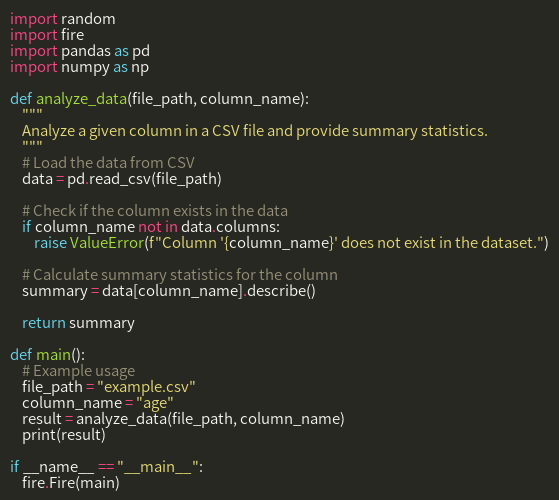 import random
import fire
import pandas as pd
import numpy as np

def analyze_data(file_path, column_name):
    """
    Analyze a given column in a CSV file and provide summary statistics.
    """
    # Load the data from CSV
    data = pd.read_csv(file_path)

    # Check if the column exists in the data
    if column_name not in data.columns:
        raise ValueError(f"Column '{column_name}' does not exist in the dataset.")

    # Calculate summary statistics for the column
    summary = data[column_name].describe()

    return summary

def main():
    # Example usage
    file_path = "example.csv"
    column_name = "age"
    result = analyze_data(file_path, column_name)
    print(result)

if __name__ == "__main__":
    fire.Fire(main)